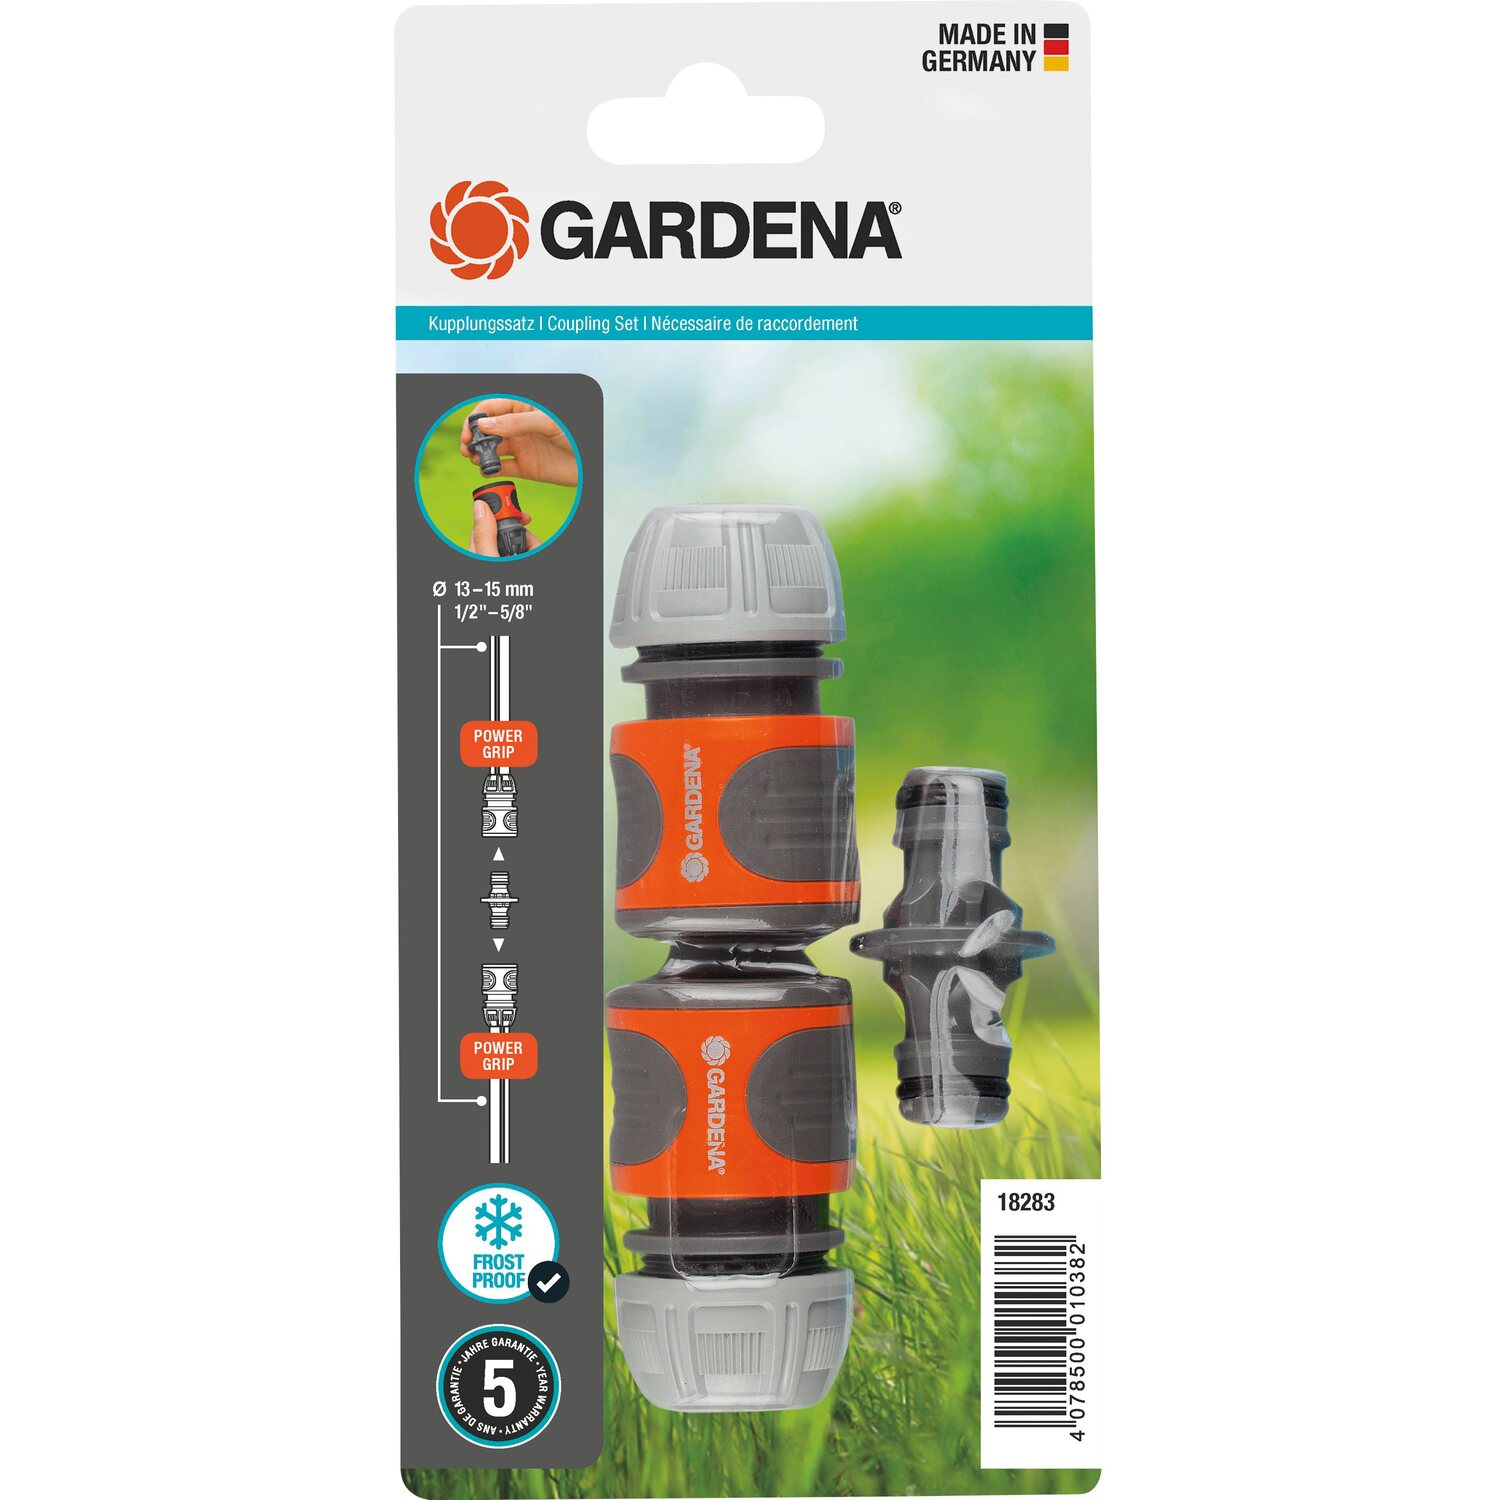 MADE IN
GERMANY
GARDENA®
Kupplungssatz | Coupling Set | Nécessaire de raccordement
Ø 13–15 mm
1/2"–5/8"
POWER
GRIP
POWER
GRIP
GARDENA®
GARDENA®
FROST
PROOF
5
JAHRE GARANTIE · YEAR WARRANTY · ANS DE GARANTIE ·
18283
4 078500 010382